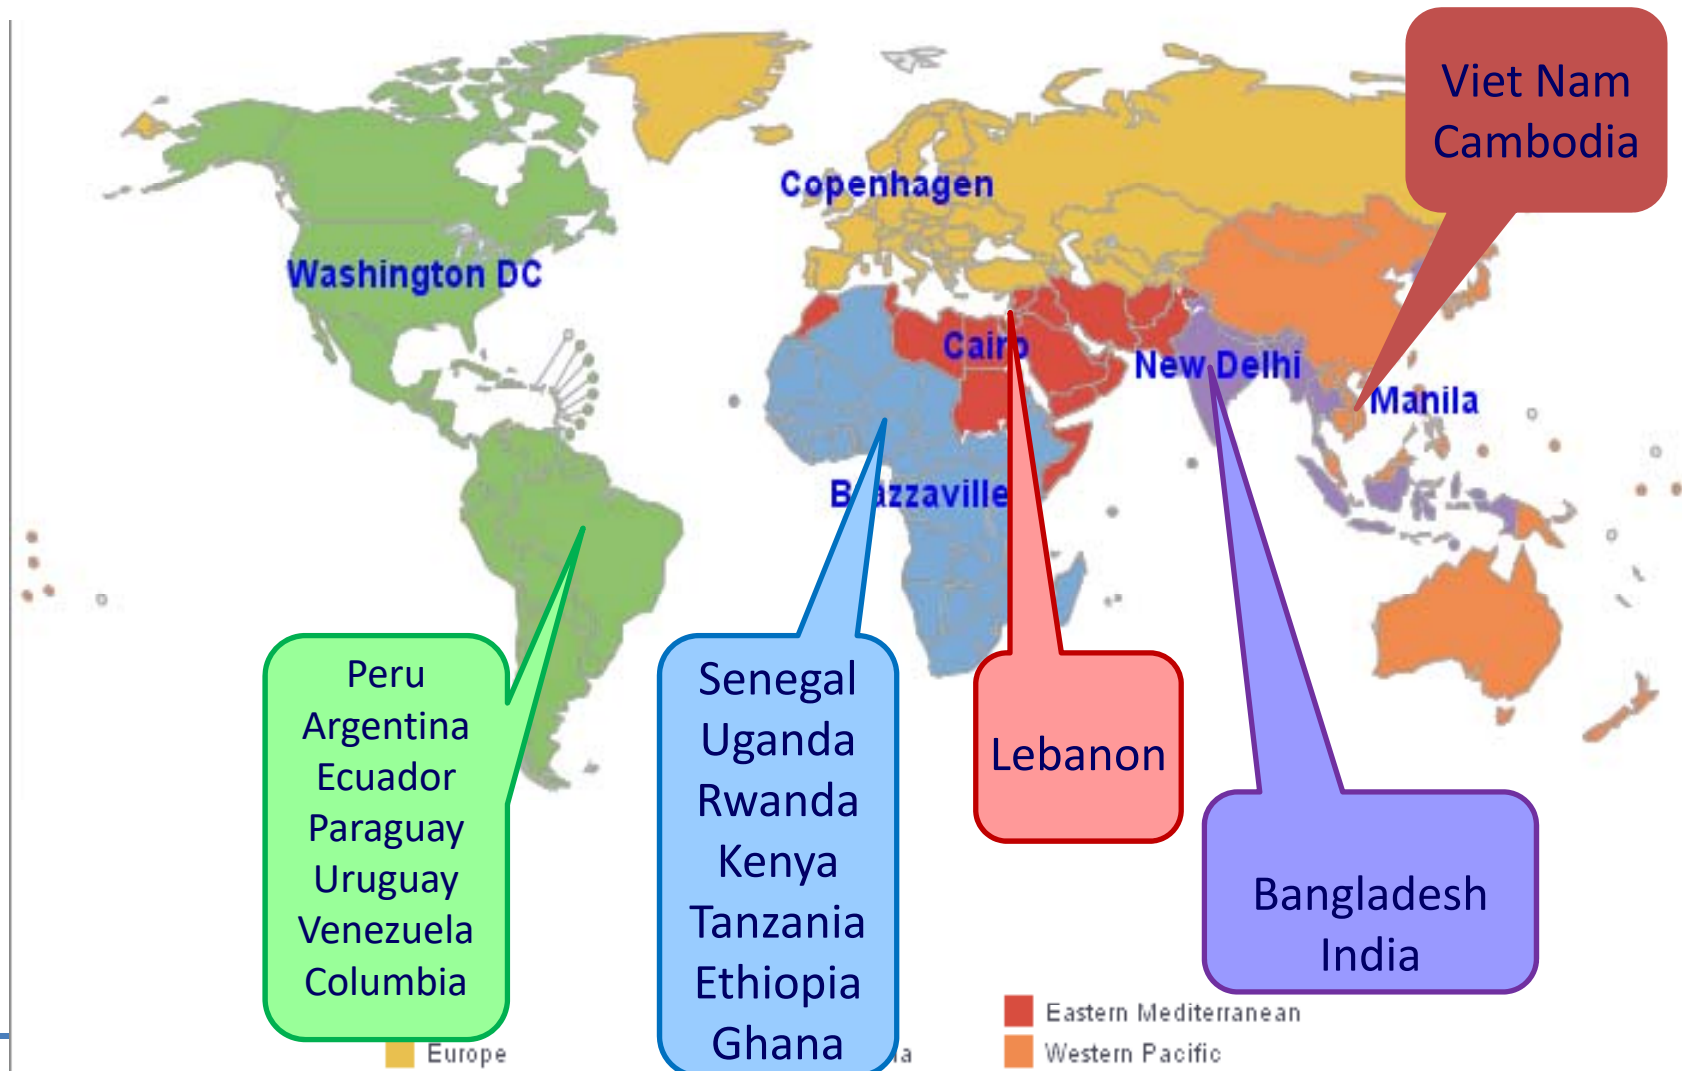 Viet Nam
Cambodia
Copenhagen
Washington DC
Cairo
New Delhi
Manila
Brazzaville
Peru
Argentina
Ecuador
Paraguay
Uruguay
Venezuela
Columbia
Senegal
Uganda
Rwanda
Kenya
Tanzania
Ethiopia
Ghana
Lebanon
Bangladesh
India
Eastern Mediterranean
Europe
Western Pacific